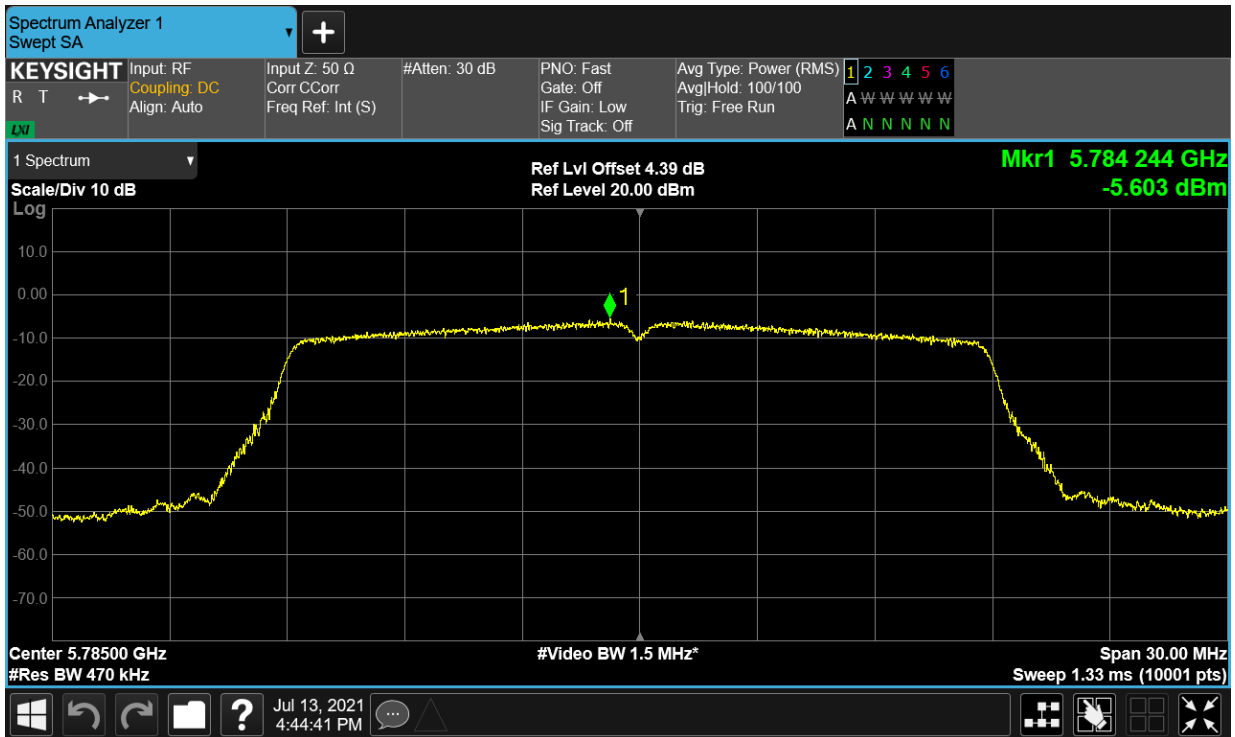 Spectrum Analyzer 1
Swept SA
+
KEYSIGHT
R T
LXI
Input: RF
Coupling: DC
Align: Auto
Input Z: 50 Ω
Corr CCorr
Freq Ref: Int (S)
#Atten: 30 dB
PNO: Fast
Gate: Off
IF Gain: Low
Sig Track: Off
Avg Type: Power (RMS)
Avg|Hold: 100/100
Trig: Free Run
1 2 3 4 5 6
A W W W W W
A N N N N N
1 Spectrum
Scale/Div 10 dB
Log
Ref Lvl Offset 4.39 dB
Ref Level 20.00 dBm
Mkr1 5.784 244 GHz
-5.603 dBm
10.0
0.00
-10.0
-20.0
-30.0
-40.0
-50.0
-60.0
-70.0
1
Center 5.78500 GHz
#Res BW 470 kHz
#Video BW 1.5 MHz*
Span 30.00 MHz
Sweep 1.33 ms (10001 pts)
?
Jul 13, 2021
4:44:41 PM